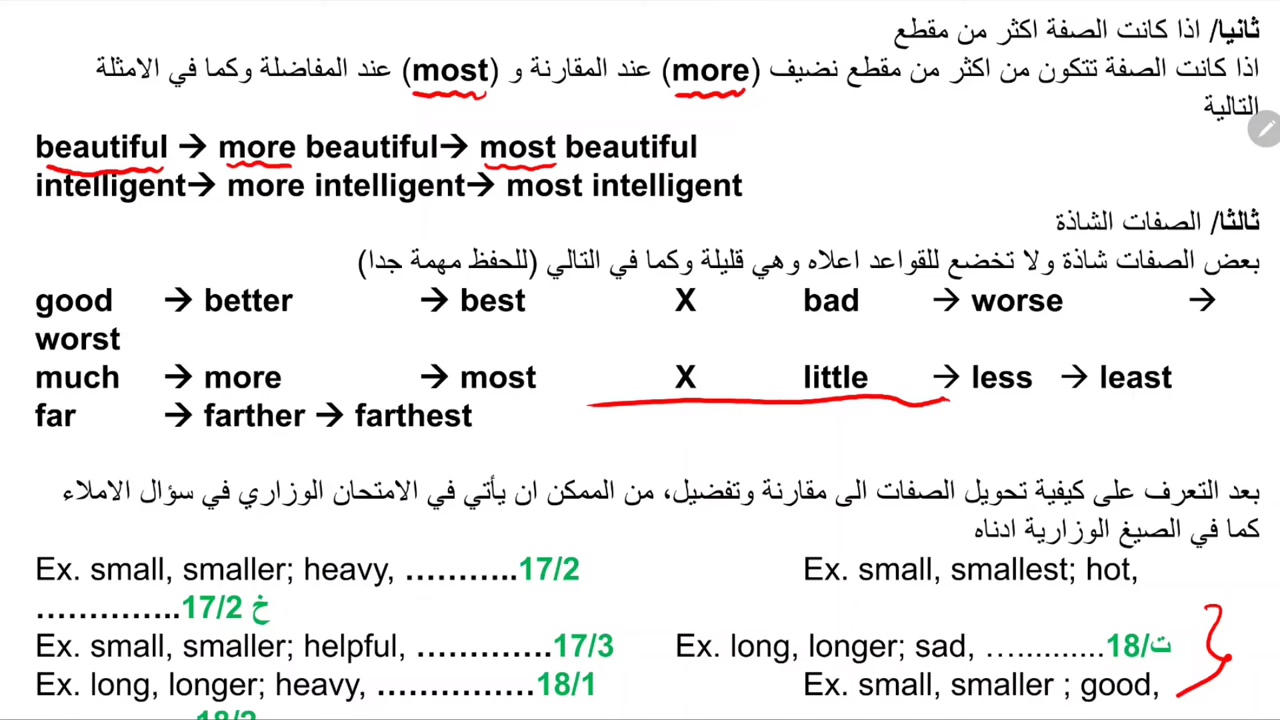 ثانيا/ اذا كانت الصفة اكثر من مقطع
اذا كانت الصفة تتكون من اكثر من مقطع نضيف (more) عند المقارنة و (most) عند المفاضلة وكما في الامثلة
التالية
beautiful → more beautiful→ most beautiful
intelligent→ more intelligent→ most intelligent
ثالثا/ الصفات الشاذة
بعض الصفات شاذة ولا تخضع للقواعد اعلاه وهي قليلة وكما في التالي (للحفظ مهمة جدا)
good → better → best X bad → worse →
worst
much → more → most X little → less → least
far → farther → farthest
بعد التعرف على كيفية تحويل الصفات الى مقارنة وتفضيل، من الممكن ان يأتي في الامتحان الوزاري في سؤال الاملاء
كما في الصيغ الوزارية ادناه
Ex. small, smaller; heavy, ………..17/2 Ex. small, smallest; hot,
…………..17/2 خ
Ex. small, smaller; helpful, ………….17/3 Ex. long, longer; sad, …..........18/ت
Ex. long, longer; heavy, ……………18/1 Ex. small, smaller ; good,